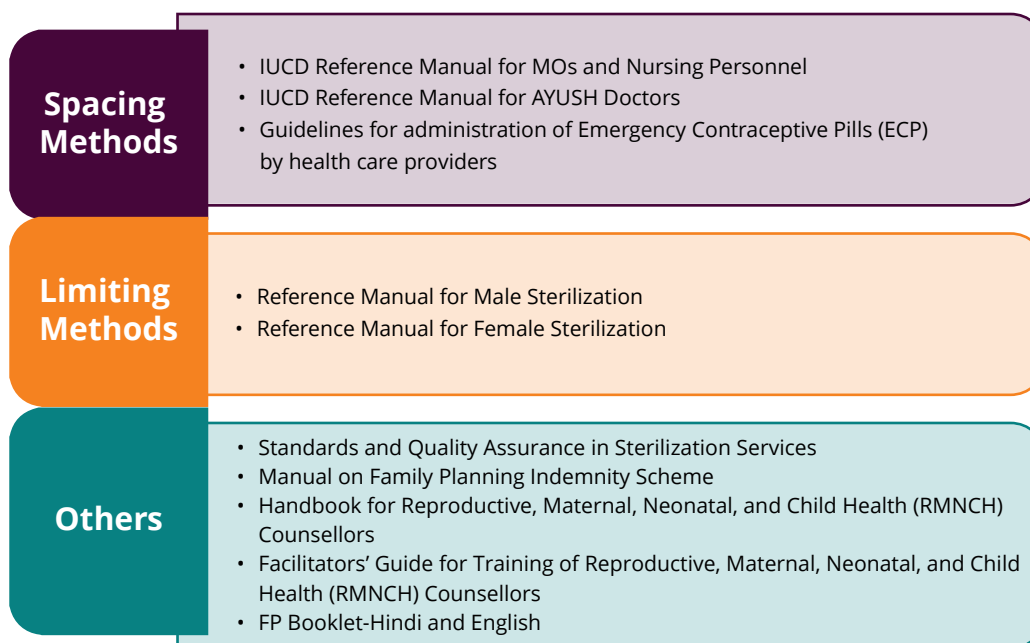 Spacing
Methods
• IUCD Reference Manual for MOs and Nursing Personnel
• IUCD Reference Manual for AYUSH Doctors
• Guidelines for administration of Emergency Contraceptive Pills (ECP)
by health care providers
Limiting
Methods
• Reference Manual for Male Sterilization
• Reference Manual for Female Sterilization
Others
• Standards and Quality Assurance in Sterilization Services
• Manual on Family Planning Indemnity Scheme
• Handbook for Reproductive, Maternal, Neonatal, and Child Health (RMNCH)
Counsellors
• Facilitators’ Guide for Training of Reproductive, Maternal, Neonatal, and Child
Health (RMNCH) Counsellors
• FP Booklet-Hindi and English